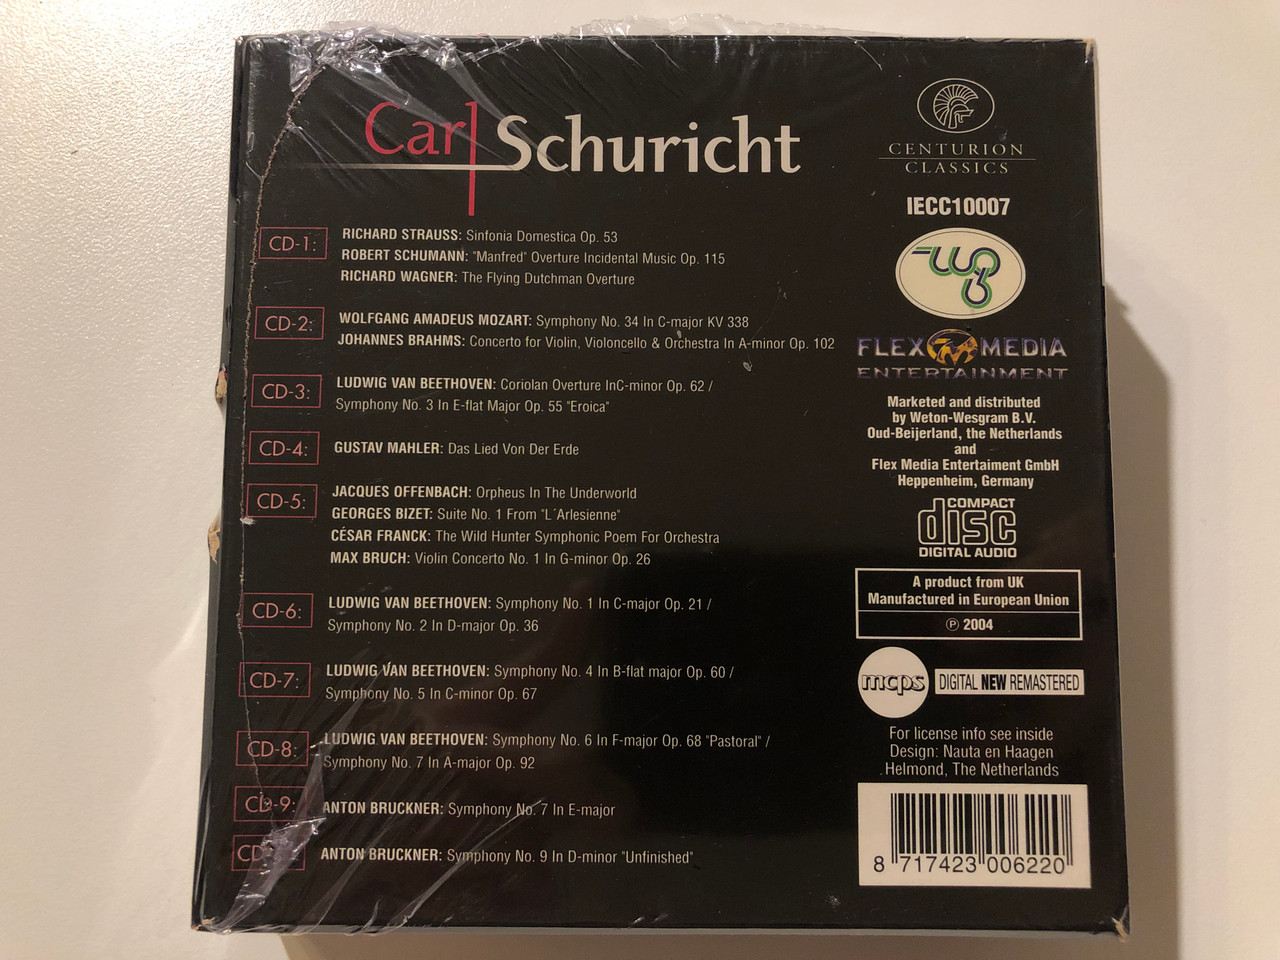 Carl Schuricht
CD-1:
RICHARD STRAUSS: Sinfonia Domestica Op. 53
ROBERT SCHUMANN: "Manfred" Overture Incidental Music Op. 115
RICHARD WAGNER: The Flying Dutchman Overture
CD-2:
WOLFGANG AMADEUS MOZART: Symphony No. 34 In C-major KV 338
JOHANNES BRAHMS: Concerto for Violin, Violoncello & Orchestra In A-minor Op. 102
CD-3:
LUDWIG VAN BEETHOVEN: Coriolan Overture InC-minor Op. 62 /
Symphony No. 3 In E-flat Major Op. 55 "Eroica"
CD-4:
GUSTAV MAHLER: Das Lied Von Der Erde
CD-5:
JACQUES OFFENBACH: Orpheus In The Underworld
GEORGES BIZET: Suite No. 1 From "L´Arlesienne"
CÉSAR FRANCK: The Wild Hunter Symphonic Poem For Orchestra
MAX BRUCH: Violin Concerto No. 1 In G-minor Op. 26
CD-6:
LUDWIG VAN BEETHOVEN: Symphony No. 1 In C-major Op. 21 /
Symphony No. 2 In D-major Op. 36
CD-7:
LUDWIG VAN BEETHOVEN: Symphony No. 4 In B-flat major Op. 60 /
Symphony No. 5 In C-minor Op. 67
CD-8:
LUDWIG VAN BEETHOVEN: Symphony No. 6 In F-major Op. 68 "Pastoral" /
Symphony No. 7 In A-major Op. 92
CD-9:
ANTON BRUCKNER: Symphony No. 7 In E-major
ANTON BRUCKNER: Symphony No. 9 In D-minor "Unfinished"
CENTURION
CLASSICS
IECC10007
FLEX MEDIA
ENTERTAINMENT
Marketed and distributed
by Weton-Wesgram B.V.
Oud-Beijerland, the Netherlands
and
Flex Media Entertaiment GmbH
Heppenheim, Germany
COMPACT
disc
DIGITAL AUDIO
A product from UK
Manufactured in European Union
℗ 2004
mcps DIGITAL NEW REMASTERED
For license info see inside
Design: Nauta en Haagen
Helmond, The Netherlands
8 717423 006220